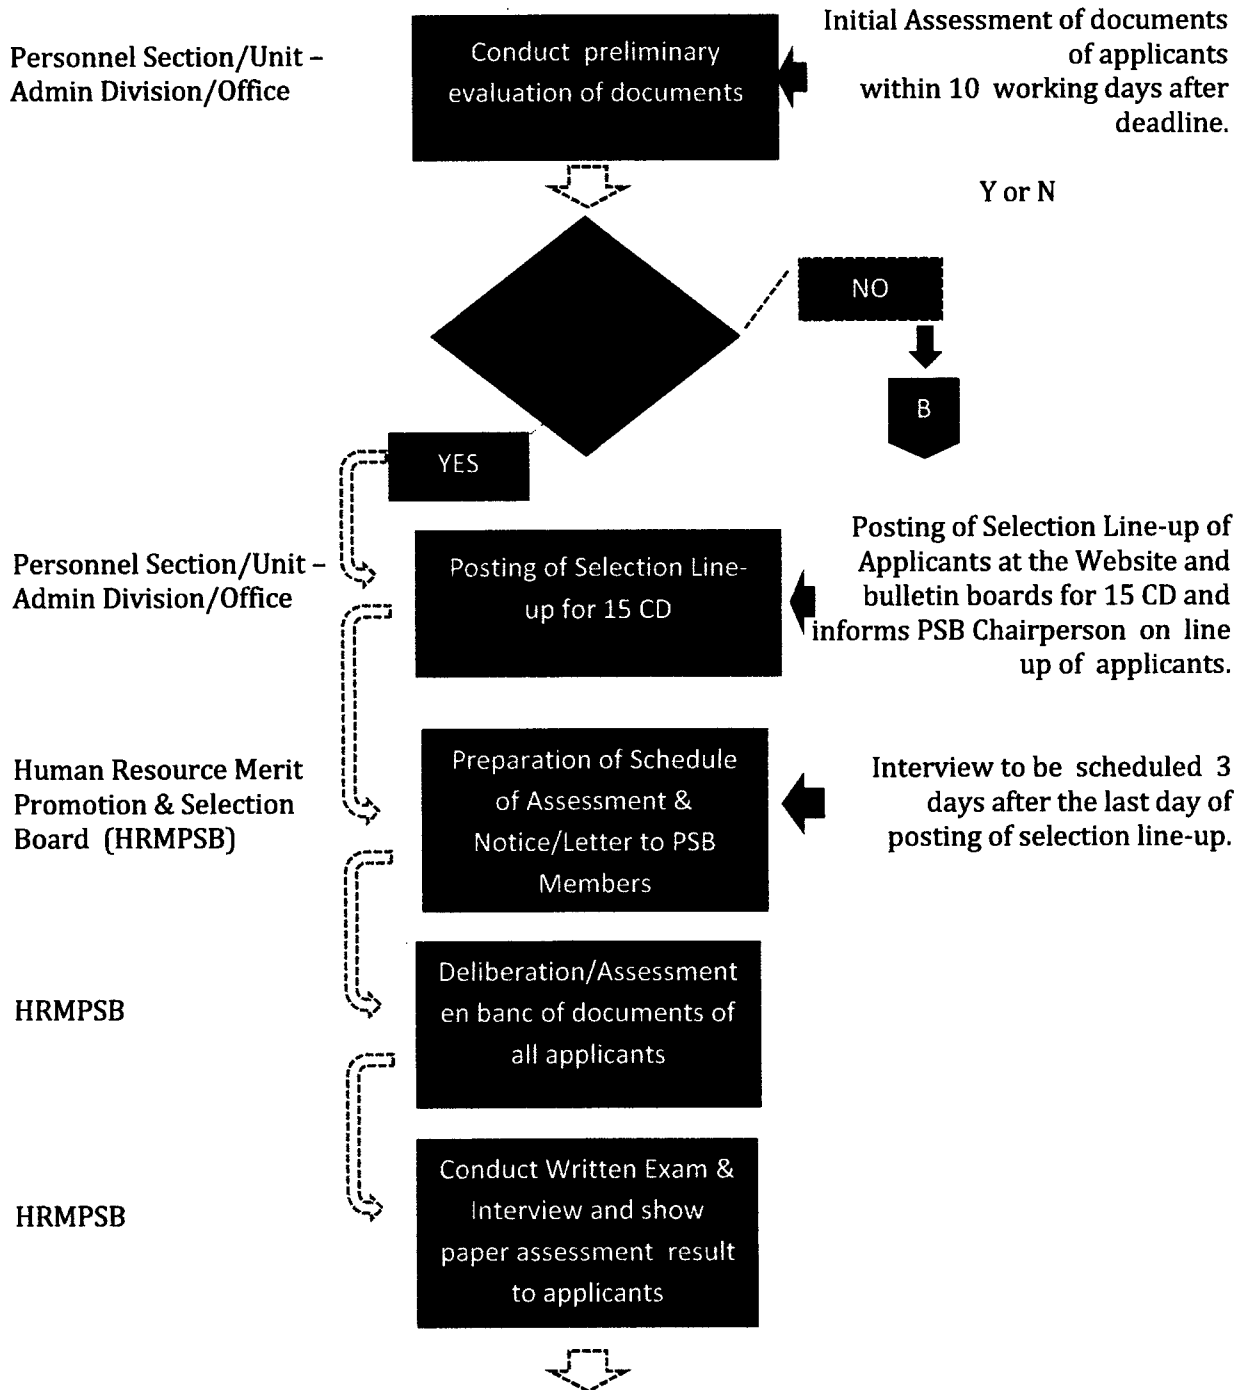 Personnel Section/Unit –
Admin Division/Office
Conduct preliminary
evaluation of documents
Initial Assessment of documents
of applicants
within 10 working days after
deadline.
Y or N
NO
B
YES
Personnel Section/Unit –
Admin Division/Office
Posting of Selection Line-
up for 15 CD
Posting of Selection Line-up of
Applicants at the Website and
bulletin boards for 15 CD and
informs PSB Chairperson on line
up of applicants.
Human Resource Merit
Promotion & Selection
Board (HRMPSB)
Preparation of Schedule
of Assessment &
Notice/Letter to PSB
Members
Interview to be scheduled 3
days after the last day of
posting of selection line-up.
HRMPSB
Deliberation/Assessment
en banc of documents of
all applicants
HRMPSB
Conduct Written Exam &
Interview and show
paper assessment result
to applicants